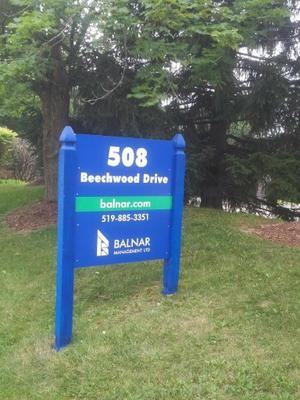 508
Beechwood Drive
balnar.com
519-885-3351
BALNAR
MANAGEMENT LTD